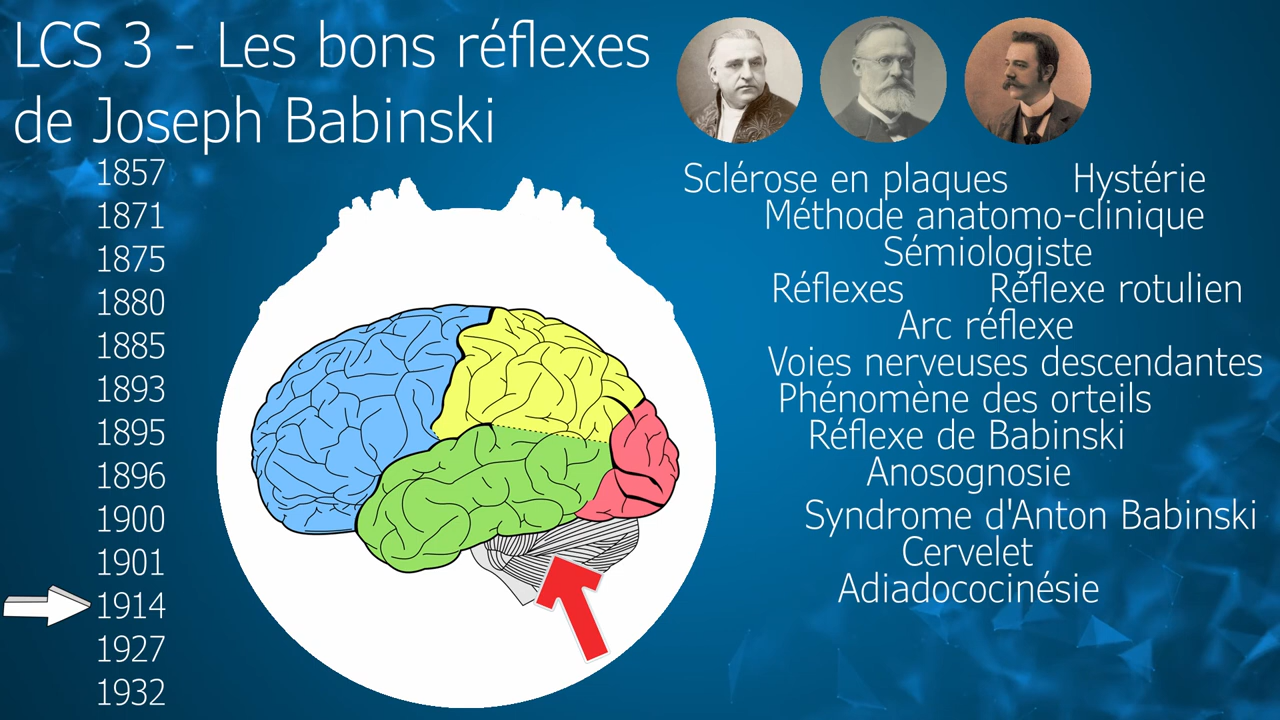 LCS 3 - Les bons réflexes
de Joseph Babinski
1857
1871
1875
1880
1885
1893
1895
1896
1900
1901
1914
1927
1932
Sclérose en plaques Hystérie
Méthode anatomo-clinique
Sémiologiste
Réflexes Réflexe rotulien
Arc réflexe
Voies nerveuses descendantes
Phénomène des orteils
Réflexe de Babinski
Anosognosie
Syndrome d'Anton Babinski
Cervelet
Adiadococinésie